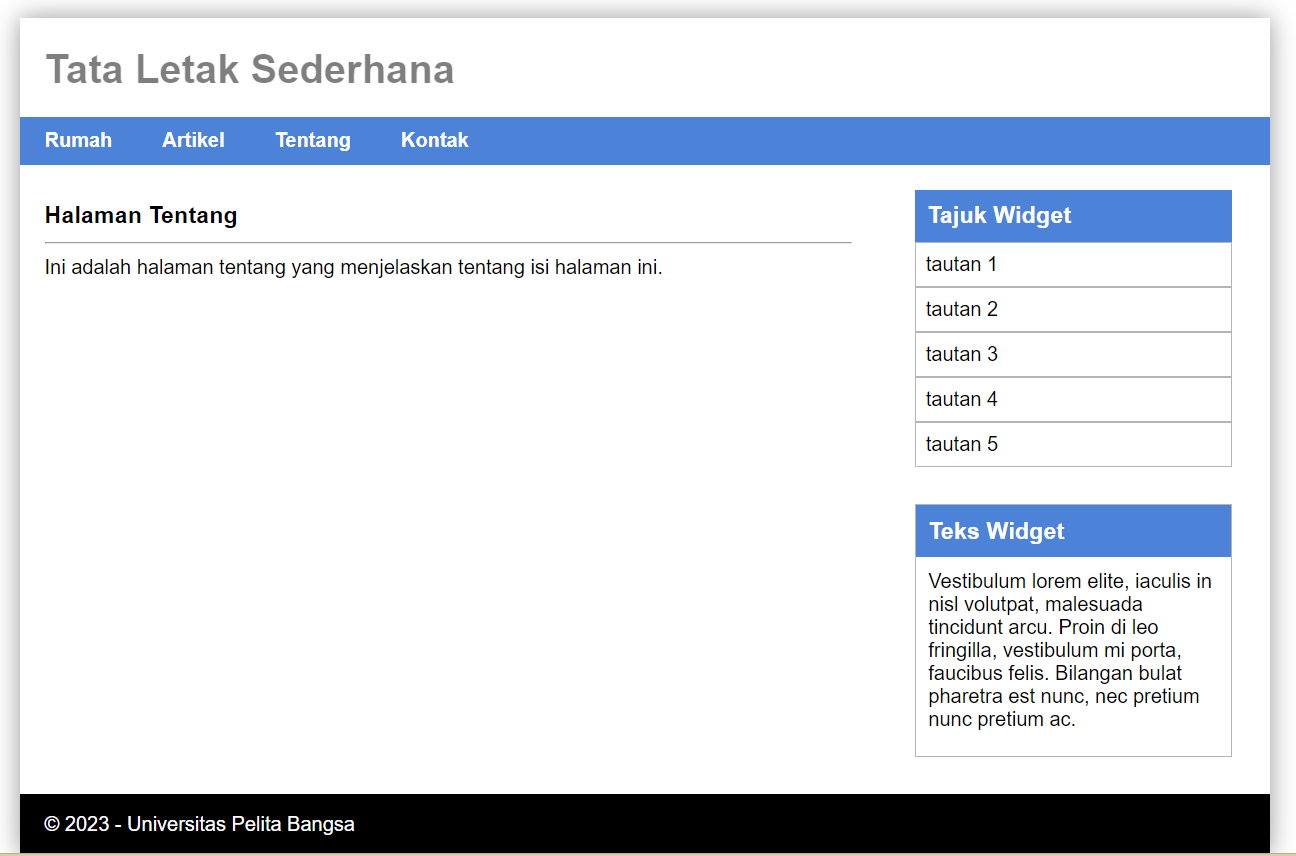 Tata Letak Sederhana
Rumah Artikel Tentang Kontak
Halaman Tentang
Ini adalah halaman tentang yang menjelaskan tentang isi halaman ini.
Tajuk Widget
tautan 1
tautan 2
tautan 3
tautan 4
tautan 5
Teks Widget
Vestibulum lorem elite, iaculis in
nisl volutpat, malesuada
tincidunt arcu. Proin di leo
fringilla, vestibulum mi porta,
faucibus felis. Bilangan bulat
pharetra est nunc, nec pretium
nunc pretium ac.
© 2023 - Universitas Pelita Bangsa